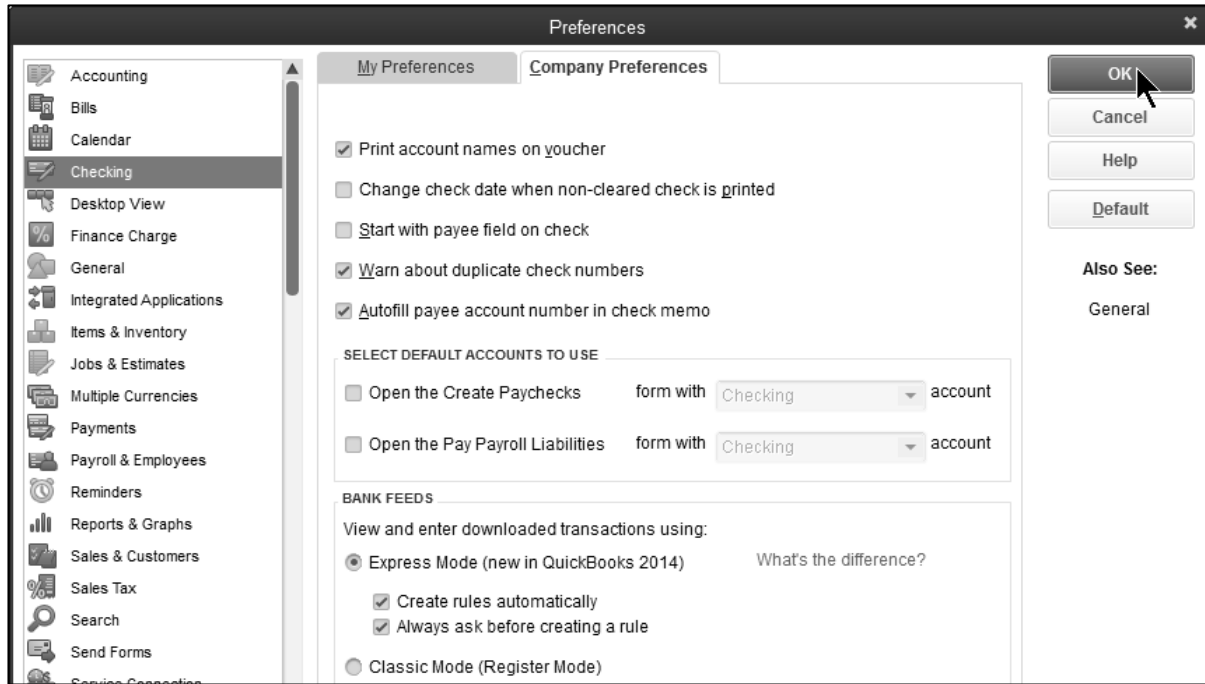 Preferences
Accounting
Bills
Calendar
Checking
Desktop View
Finance Charge
General
Integrated Applications
Items & Inventory
Jobs & Estimates
Multiple Currencies
Payments
Payroll & Employees
Reminders
Reports & Graphs
Sales & Customers
Sales Tax
Search
Send Forms
Service Connection
My Preferences
Company Preferences
Print account names on voucher
Change check date when non-cleared check is printed
Start with payee field on check
Warn about duplicate check numbers
Autofill payee account number in check memo
SELECT DEFAULT ACCOUNTS TO USE
Open the Create Paychecks form with Checking account
Open the Pay Payroll Liabilities form with Checking account
BANK FEEDS
View and enter downloaded transactions using:
Express Mode (new in QuickBooks 2014) What's the difference?
Create rules automatically
Always ask before creating a rule
Classic Mode (Register Mode)
OK
Cancel
Help
Default
Also See:
General